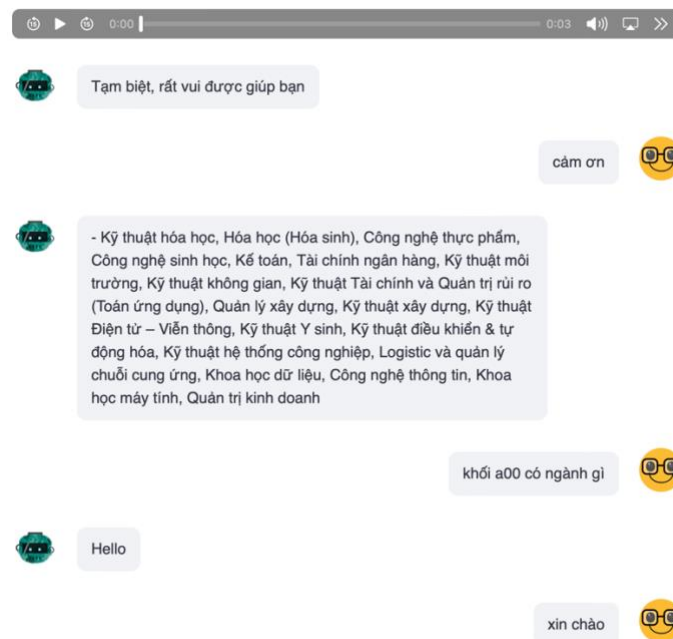 15 15 0:00 0:03
Tạm biệt, rất vui được giúp bạn
cảm ơn
- Kỹ thuật hóa học, Hóa học (Hóa sinh), Công nghệ thực phẩm,
Công nghệ sinh học, Kế toán, Tài chính ngân hàng, Kỹ thuật môi
trường, Kỹ thuật không gian, Kỹ thuật Tài chính và Quản trị rủi ro
(Toán ứng dụng), Quản lý xây dựng, Kỹ thuật xây dựng, Kỹ thuật
Điện tử – Viễn thông, Kỹ thuật Y sinh, Kỹ thuật điều khiển & tự
động hóa, Kỹ thuật hệ thống công nghiệp, Logistic và quản lý
chuỗi cung ứng, Khoa học dữ liệu, Công nghệ thông tin, Khoa
học máy tính, Quản trị kinh doanh
khối a00 có ngành gì
Hello
xin chào